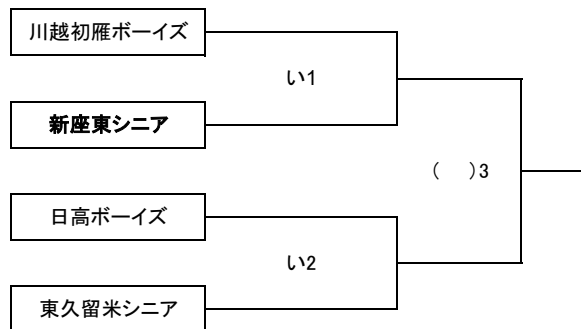 川越初雁ボーイズ
い1
新座東シニア
(　)3
日高ボーイズ
い2
東久留米シニア